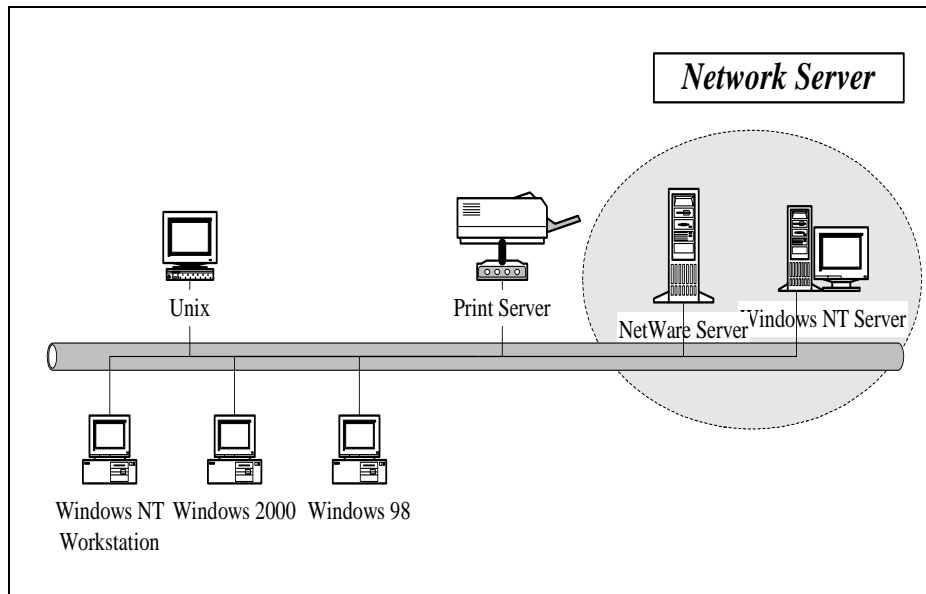 Network Server
Unix
Print Server
NetWare Server
Windows NT Server
Windows NT
Workstation
Windows 2000
Windows 98